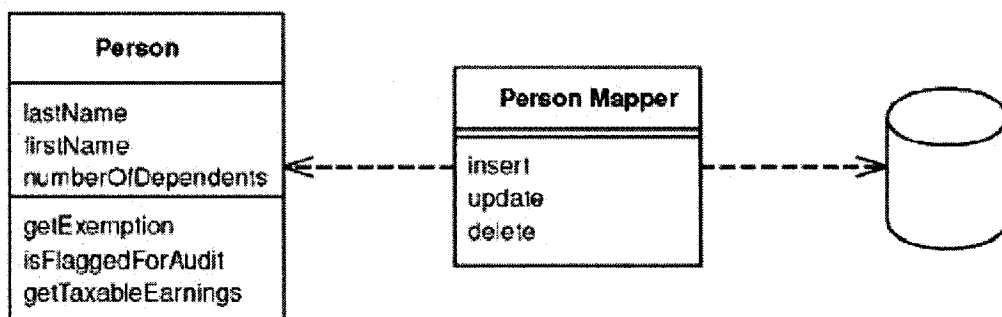 Person
lastName
firstName
numberOfDependents
getExemption
isFlaggedForAudit
getTaxableEarnings
Person Mapper
insert
update
delete